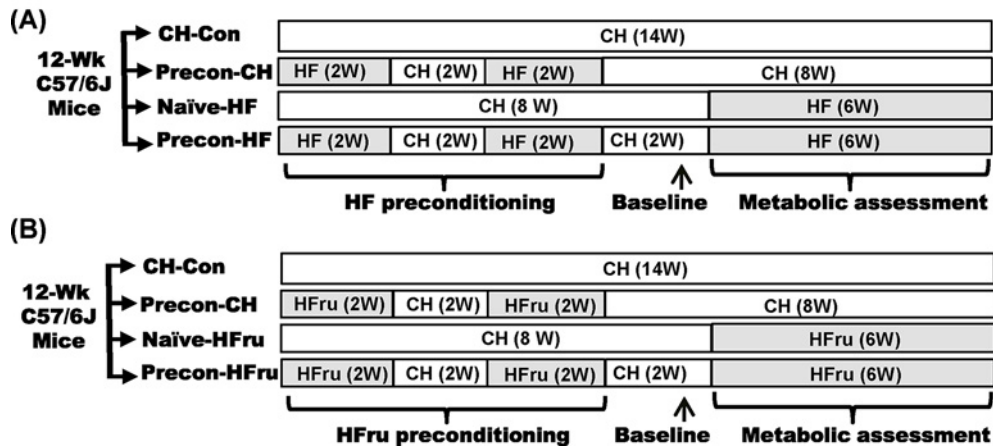 (A)
12-Wk
C57/6J
Mice
CH-Con
CH (14W)
Precon-CH
HF (2W) CH (2W) HF (2W) CH (8W)
Naïve-HF
CH (8 W) HF (6W)
Precon-HF
HF (2W) CH (2W) HF (2W) CH (2W) HF (6W)
HF preconditioning Baseline Metabolic assessment
(B)
12-Wk
C57/6J
Mice
CH-Con
CH (14W)
Precon-CH
HFru (2W) CH (2W) HFru (2W) CH (8W)
Naïve-HFru
CH (8 W) HFru (6W)
Precon-HFru
HFru (2W) CH (2W) HFru (2W) CH (2W) HFru (6W)
HFru preconditioning Baseline Metabolic assessment